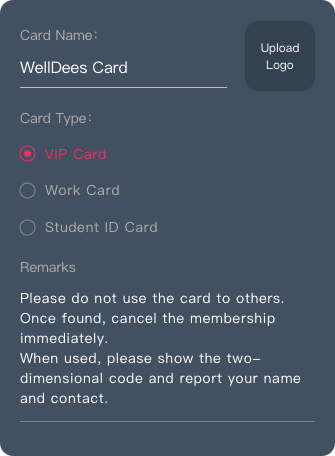 Card Name:
Upload
Logo
WellDees Card
Card Type:
VIP Card
Work Card
Student ID Card
Remarks
Please do not use the card to others.
Once found, cancel the membership
immediately.
When used, please show the two-
dimensional code and report your name
and contact.